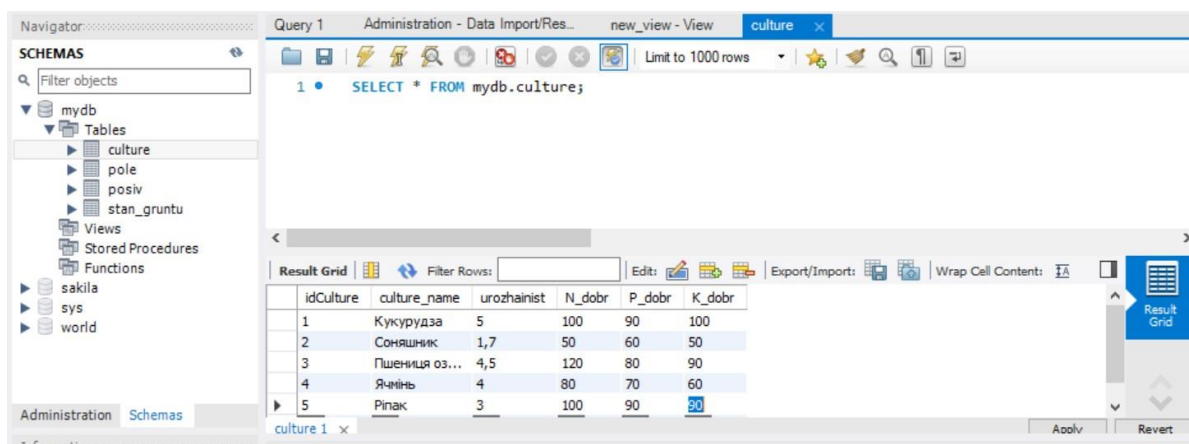 Navigator
Query 1 Administration - Data Import/Res... new_view - View culture
SCHEMAS
Limit to 1000 rows
Filter objects
1 SELECT * FROM mydb.culture;
mydb
Tables
culture
pole
posiv
stan_gruntu
Views
Stored Procedures
Functions
sakila
sys
world
Administration Schemas
Result Grid Filter Rows: Edit: Export/Import: Wrap Cell Content:
idCulture culture_name urozhainist N_dobr P_dobr K_dobr
1 Кукурудза 5 100 90 100
2 Соняшник 1,7 50 60 50
3 Пшениця оз... 4,5 120 80 90
4 Ячмінь 4 80 70 60
5 Ріпак 3 100 90 90
Result
Grid
culture 1 Apply Revert